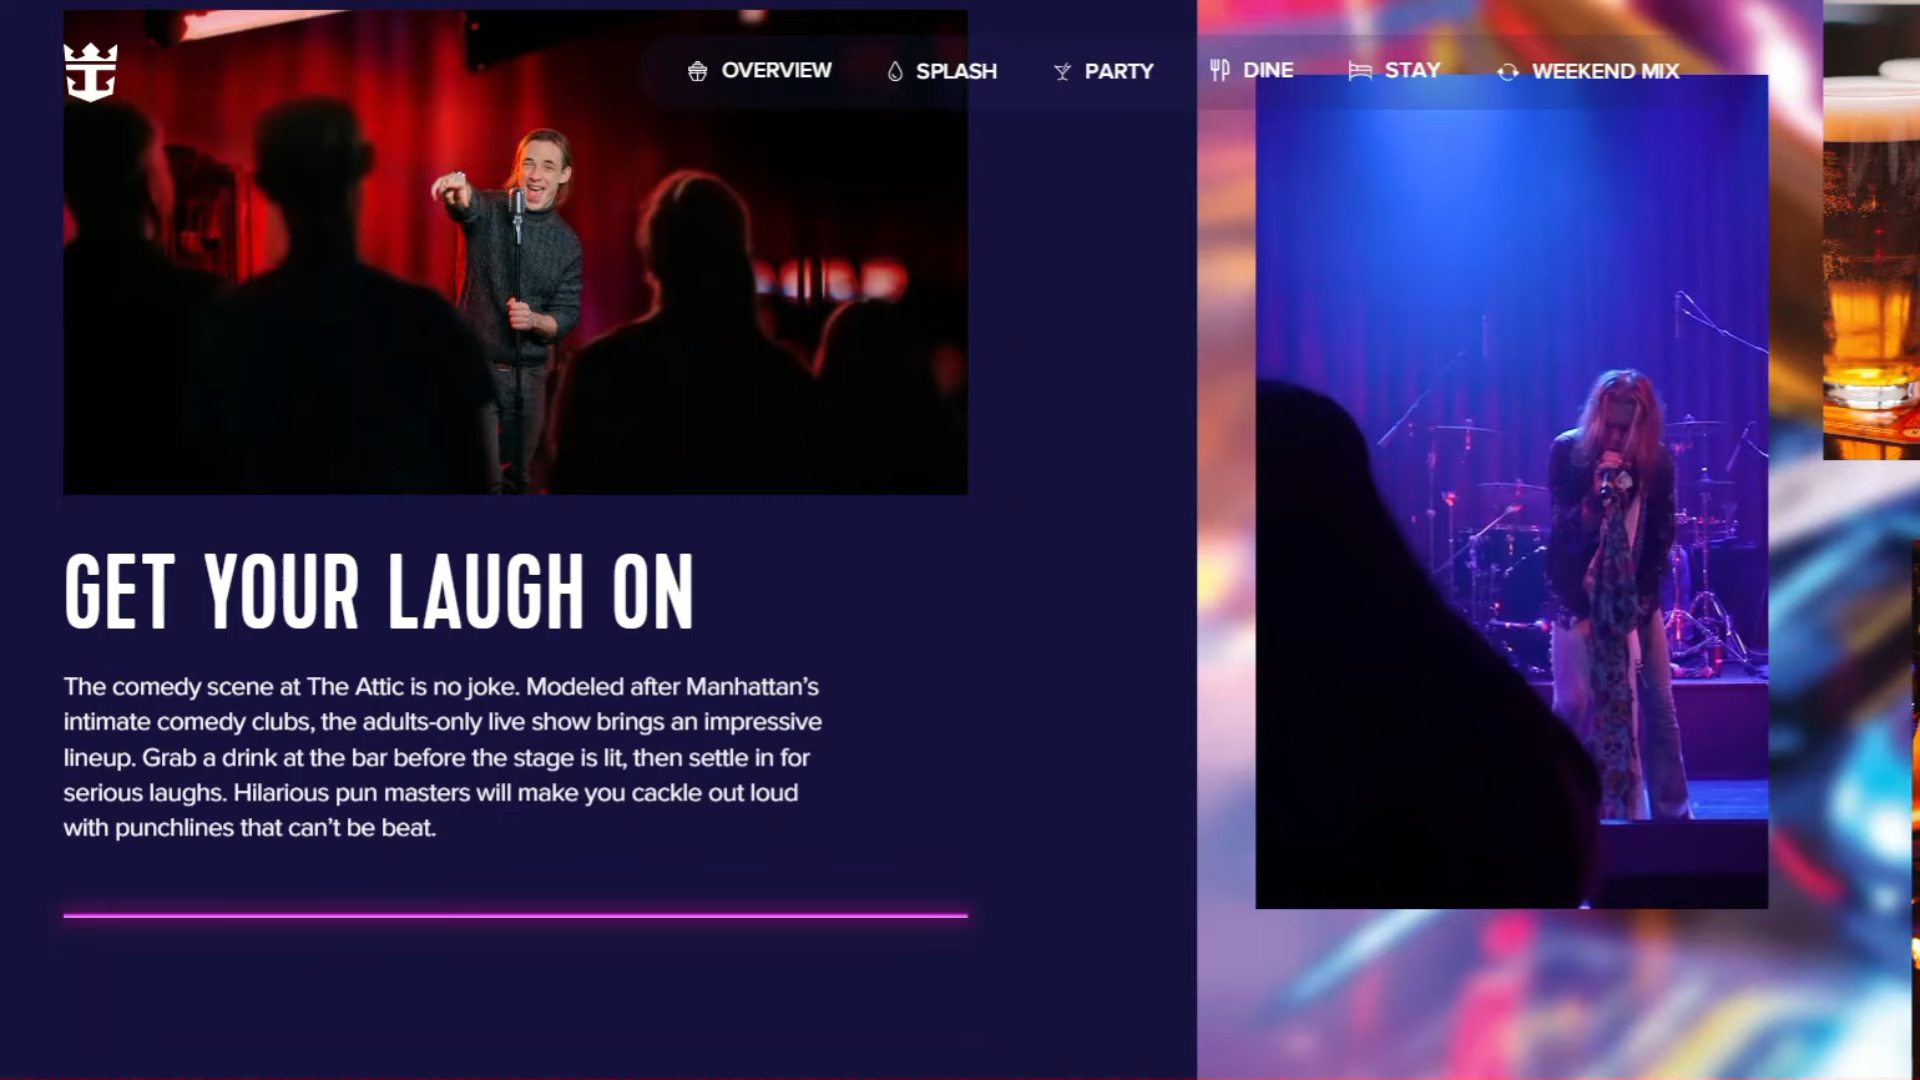 OVERVIEW
SPLASH
PARTY
DINE
STAY
WEEKEND MIX
GET YOUR LAUGH ON
The comedy scene at The Attic is no joke. Modeled after Manhattan’s
intimate comedy clubs, the adults-only live show brings an impressive
lineup. Grab a drink at the bar before the stage is lit, then settle in for
serious laughs. Hilarious pun masters will make you cackle out loud
with punchlines that can’t be beat.